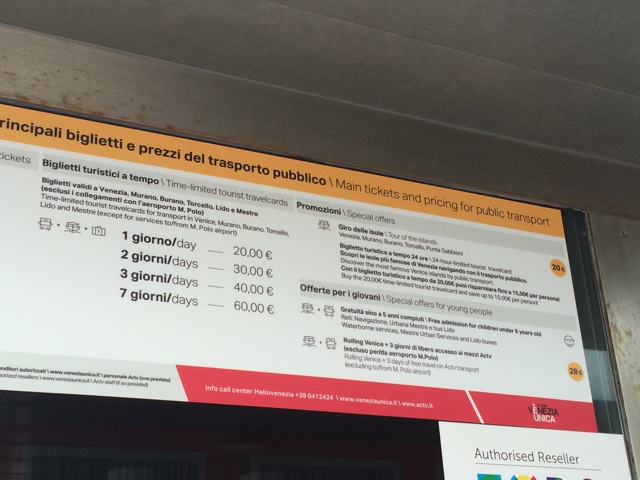 rincipali biglietti e prezzi del trasporto pubblico \ Main tickets and pricing for public transport
tickets
Biglietti turistici a tempo \ Time-limited tourist travelcards
Biglietti validi a Venezia, Murano, Burano, Torcello, Lido e Mestre
(esclusi i collegamenti con l'aeroporto M. Polo)
Time-limited tourist travelcards for transport in Venice, Murano, Burano, Torcello,
Lido and Mestre (except for services to/from M. Polo airport)
1 giorno/day — 20,00 €
2 giorni/days — 30,00 €
3 giorni/days — 40,00 €
7 giorni/days — 60,00 €
Promozioni \ Special offers
Giro delle isole \ Tour of the islands
Venezia, Murano, Burano, Torcello, Punta Sabbioni
Biglietto turistico a tempo 24 ore \ 24-hour-limited tourist travelcard
Scopri le isole più famose di Venezia navigando con il trasporto pubblico.
Discover the most famous Venice islands by public transport.
Con il biglietto turistico a tempo da 20,00€ puoi risparmiare fino a 15,00€ per persona!
Buy the 20.00€ time-limited tourist travelcard and save up to 15.00€ per person!
20 €
Offerte per i giovani \ Special offers for young people
Gratuità sino a 5 anni compiuti \ Free admission for children under 6 years old
Reti: Navigazione, Urbana Mestre e bus Lido
Waterborne services, Mestre Urban Services and Lido buses
Rolling Venice + 3 giorni di libero accesso ai mezzi Actv
(escluso per/da aeroporto M.Polo)
Rolling Venice + 3 days of free travel on Actv transport
(excluding to/from M. Polo airport)
28 €
nditori autorizzati \ www.veneziaunica.it \ personale Actv (ove previsto)
horized resellers \ www.veneziaunica.it \ Actv staff (if so provided)
Info call center Hellovenezia +39 0412424 \ www.veneziaunica.it \ www.actv.it
VENEZIA
UNICA
Authorised Reseller